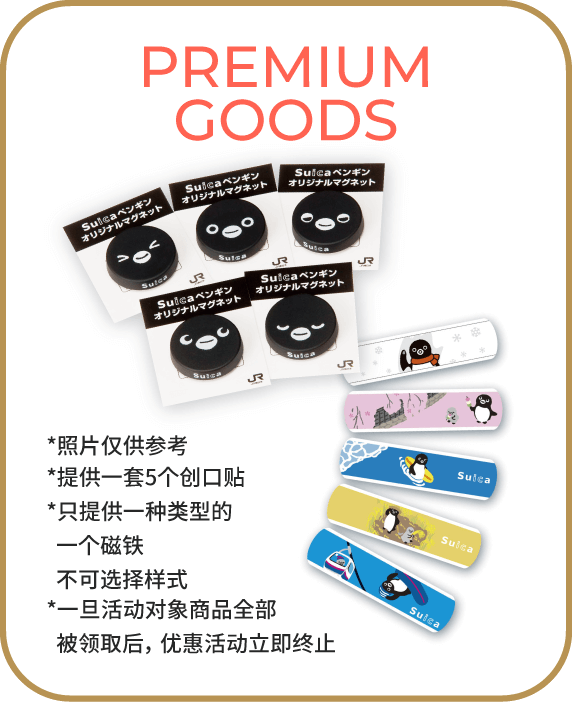 PREMIUM
GOODS
Suicaペンギン
オリジナルマグネット
Suica
Suicaペンギン
オリジナルマグネット
Suica
JR
Suicaペンギン
オリジナルマグネット
Suica
JR
Suicaペンギン
オリジナルマグネット
Suica
JR
Suicaペンギン
オリジナルマグネット
Suica
JR
Suica
Suica
Suica
*照片仅供参考
*提供一套5个创口贴
*只提供一种类型的
一个磁铁
不可选择样式
*一旦活动对象商品全部
被领取后，优惠活动立即终止